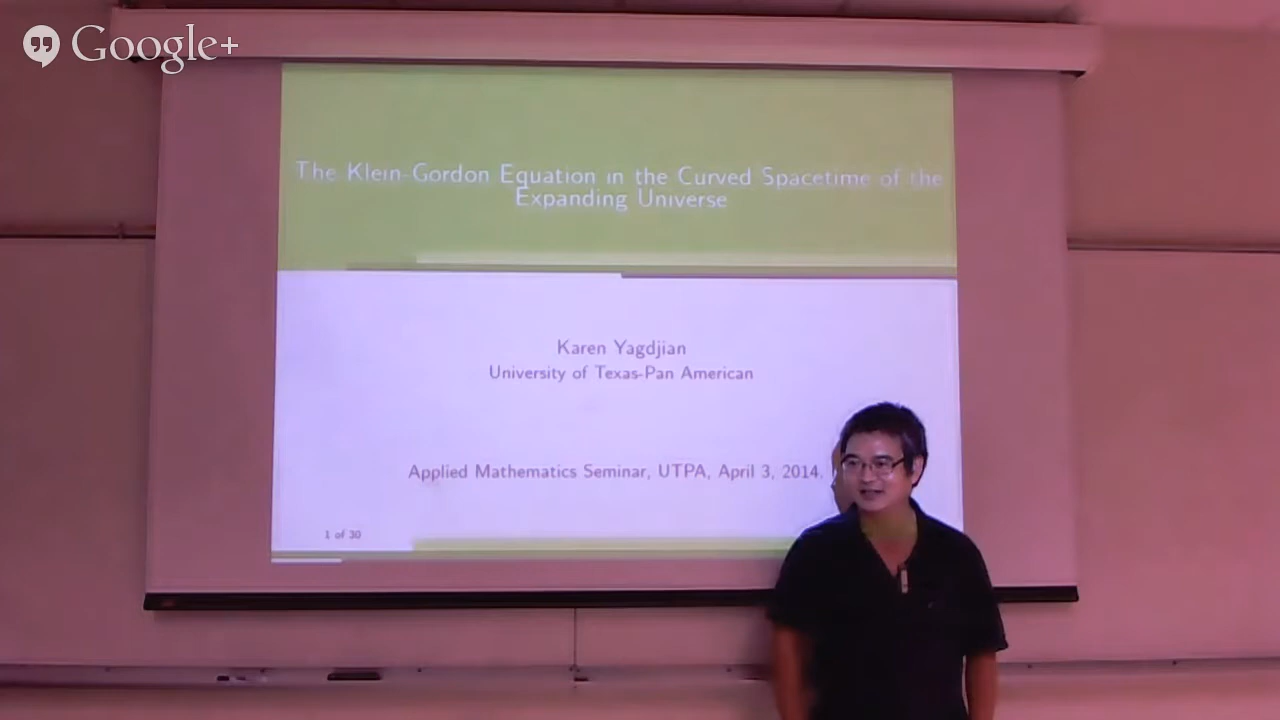 Google+
The Klein-Gordon Equation in the Curved Spacetime of the
Expanding Universe
Karen Yagdjian
University of Texas-Pan American
Applied Mathematics Seminar, UTPA, April 3, 2014,
1 of 30